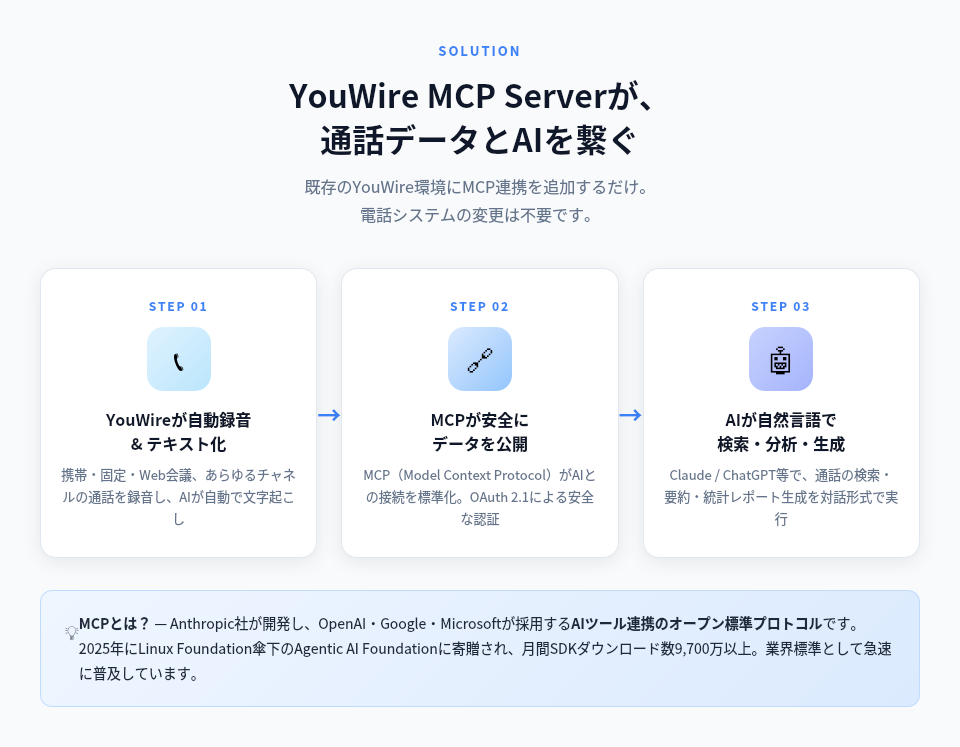 SOLUTION
YouWire MCP Serverが、
通話データとAIを繋ぐ
既存のYouWire環境にMCP連携を追加するだけ。
電話システムの変更は不要です。
STEP 01
YouWireが自動録音
& テキスト化
携帯・固定・Web会議、あらゆるチャネ
ルの通話を録音し、AIが自動で文字起こ
し
→
STEP 02
MCPが安全に
データを公開
MCP（Model Context Protocol）がAIと
の接続を標準化。OAuth 2.1による安全
な認証
→
STEP 03
AIが自然言語で
検索・分析・生成
Claude / ChatGPT等で、通話の検索・
要約・統計レポート生成を対話形式で実
行
MCPとは？ — Anthropic社が開発し、OpenAI・Google・Microsoftが採用するAIツール連携のオープン標準プロトコルです。
2025年にLinux Foundation傘下のAgentic AI Foundationに寄贈され、月間SDKダウンロード数9,700万以上。業界標準として急速
に普及しています。